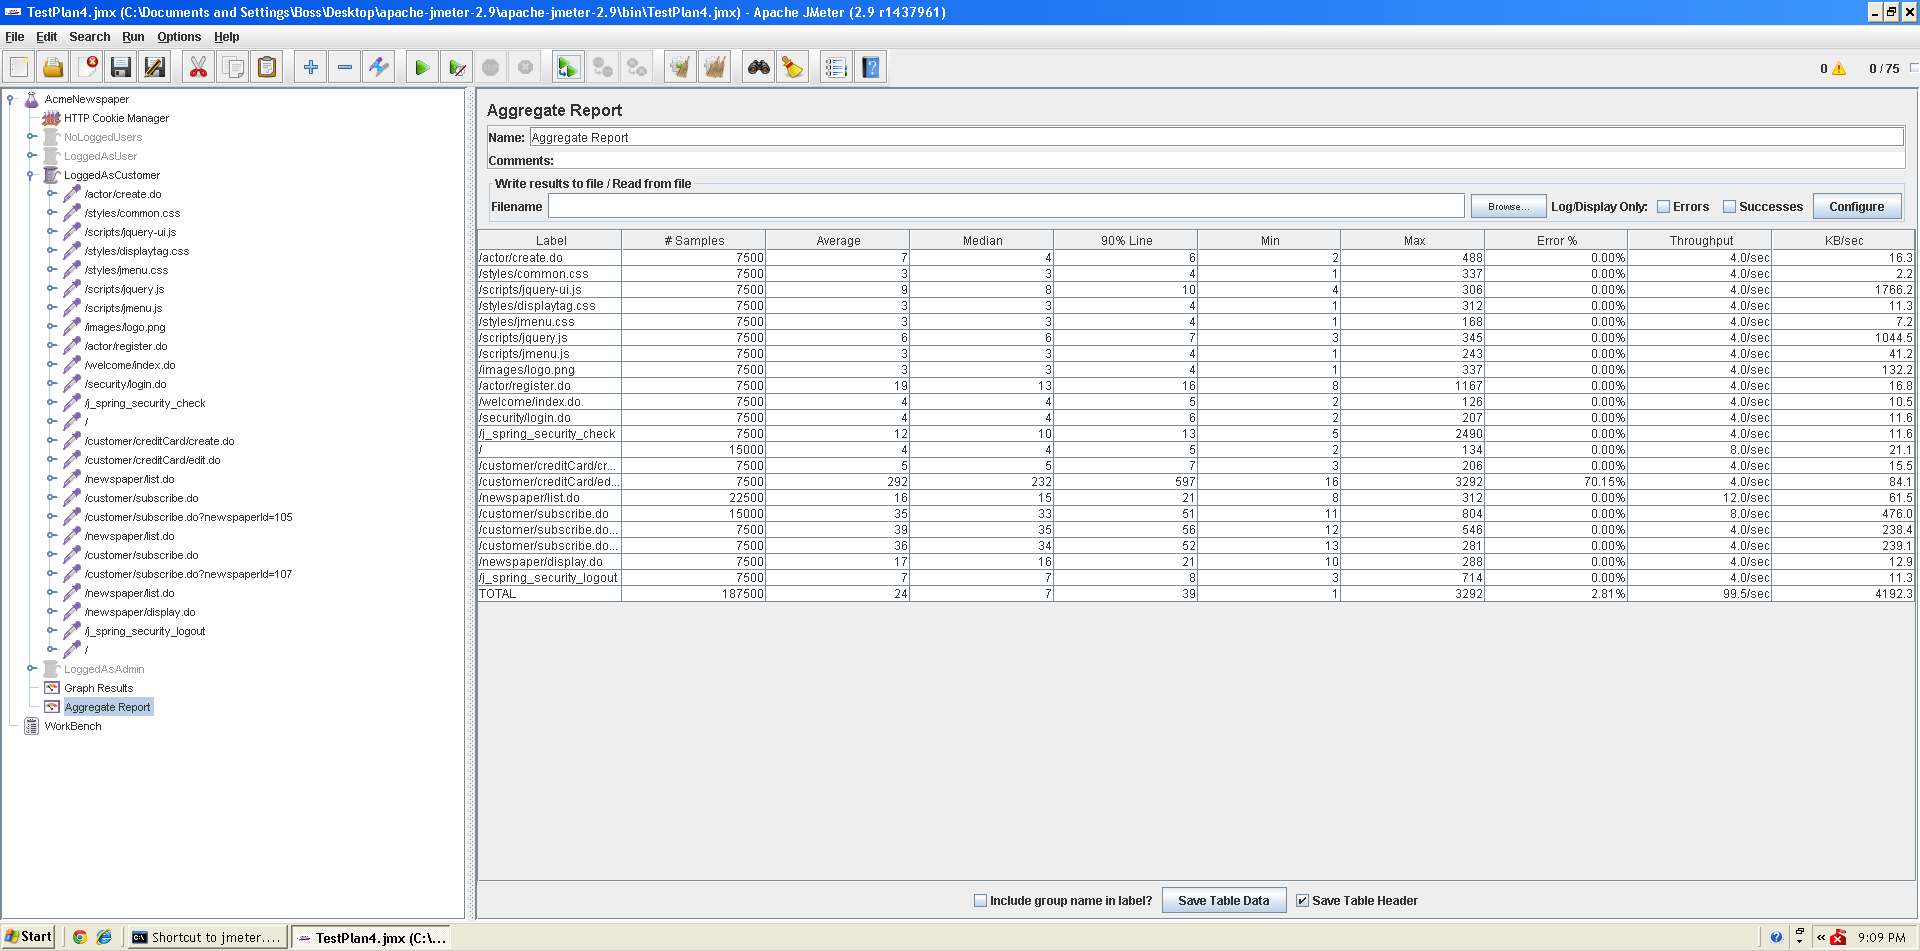 TestPlan4.jmx (C:\Documents and Settings\Boss\Desktop\apache-jmeter-2.9\apache-jmeter-2.9\bin\TestPlan4.jmx) - Apache JMeter (2.9 r1437961)
File Edit Search Run Options Help
0 0 / 75
AcmeNewspaper
HTTP Cookie Manager
NoLoggedUsers
LoggedAsUser
LoggedAsCustomer
/actor/create.do
/styles/common.css
/scripts/jquery-ui.js
/styles/displaytag.css
/styles/jmenu.css
/scripts/jquery.js
/scripts/jmenu.js
/images/logo.png
/actor/register.do
/welcome/index.do
/security/login.do
/j_spring_security_check
/
/customer/creditCard/create.do
/customer/creditCard/edit.do
/newspaper/list.do
/customer/subscribe.do
/customer/subscribe.do?newspaperId=105
/newspaper/list.do
/customer/subscribe.do
/customer/subscribe.do?newspaperId=107
/newspaper/list.do
/newspaper/display.do
/j_spring_security_logout
/
LoggedAsAdmin
Graph Results
Aggregate Report
WorkBench
Aggregate Report
Name: Aggregate Report
Comments:
Write results to file / Read from file
Filename Browse... Log/Display Only: Errors Successes Configure
Label # Samples Average Median 90% Line Min Max Error % Throughput KB/sec
/actor/create.do 7500 7 4 6 2 488 0.00% 4.0/sec 16.3
/styles/common.css 7500 3 3 4 1 337 0.00% 4.0/sec 2.2
/scripts/jquery-ui.js 7500 9 8 10 4 306 0.00% 4.0/sec 1766.2
/styles/displaytag.css 7500 3 3 4 1 312 0.00% 4.0/sec 11.3
/styles/jmenu.css 7500 3 3 4 1 168 0.00% 4.0/sec 7.2
/scripts/jquery.js 7500 6 6 7 3 345 0.00% 4.0/sec 1044.5
/scripts/jmenu.js 7500 3 3 4 1 243 0.00% 4.0/sec 41.2
/images/logo.png 7500 3 3 4 1 337 0.00% 4.0/sec 132.2
/actor/register.do 7500 19 13 16 8 1167 0.00% 4.0/sec 16.8
/welcome/index.do 7500 4 4 5 2 126 0.00% 4.0/sec 10.5
/security/login.do 7500 4 4 6 2 207 0.00% 4.0/sec 11.6
/j_spring_security_check 7500 12 10 13 5 2490 0.00% 4.0/sec 11.6
/ 15000 4 4 5 2 134 0.00% 8.0/sec 21.1
/customer/creditCard/cr... 7500 5 5 7 3 206 0.00% 4.0/sec 15.5
/customer/creditCard/ed... 7500 292 232 597 16 3292 70.15% 4.0/sec 84.1
/newspaper/list.do 22500 16 15 21 8 312 0.00% 12.0/sec 61.5
/customer/subscribe.do 15000 35 33 51 11 804 0.00% 8.0/sec 476.0
/customer/subscribe.do... 7500 39 35 56 12 546 0.00% 4.0/sec 238.4
/customer/subscribe.do... 7500 36 34 52 13 281 0.00% 4.0/sec 239.1
/newspaper/display.do 7500 17 16 21 10 288 0.00% 4.0/sec 12.9
/j_spring_security_logout 7500 7 7 8 3 714 0.00% 4.0/sec 11.3
TOTAL 187500 24 7 39 1 3292 2.81% 99.5/sec 4192.3
Include group name in label? Save Table Data Save Table Header
Start Shortcut to jmeter.... TestPlan4.jmx (C:\... 9:09 PM